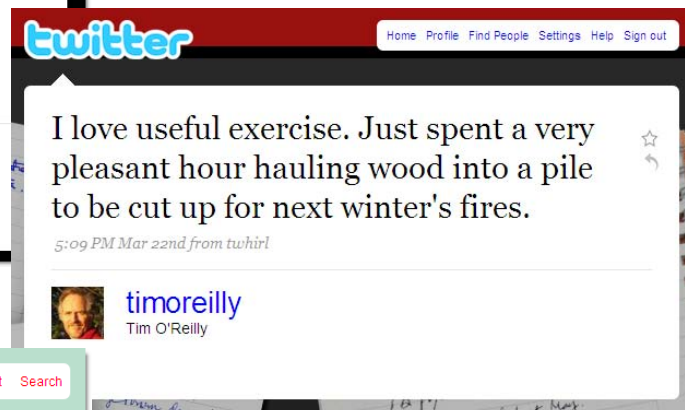 twitter
Home Profile Find People Settings Help Sign out
I love useful exercise. Just spent a very
pleasant hour hauling wood into a pile
to be cut up for next winter's fires.
5:09 PM Mar 22nd from twhirl
timoreilly
Tim O'Reilly
Search